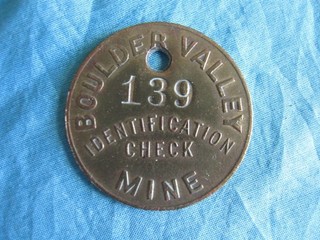 BOULDER VALLEY
139
IDENTIFICATION
CHECK
MINE